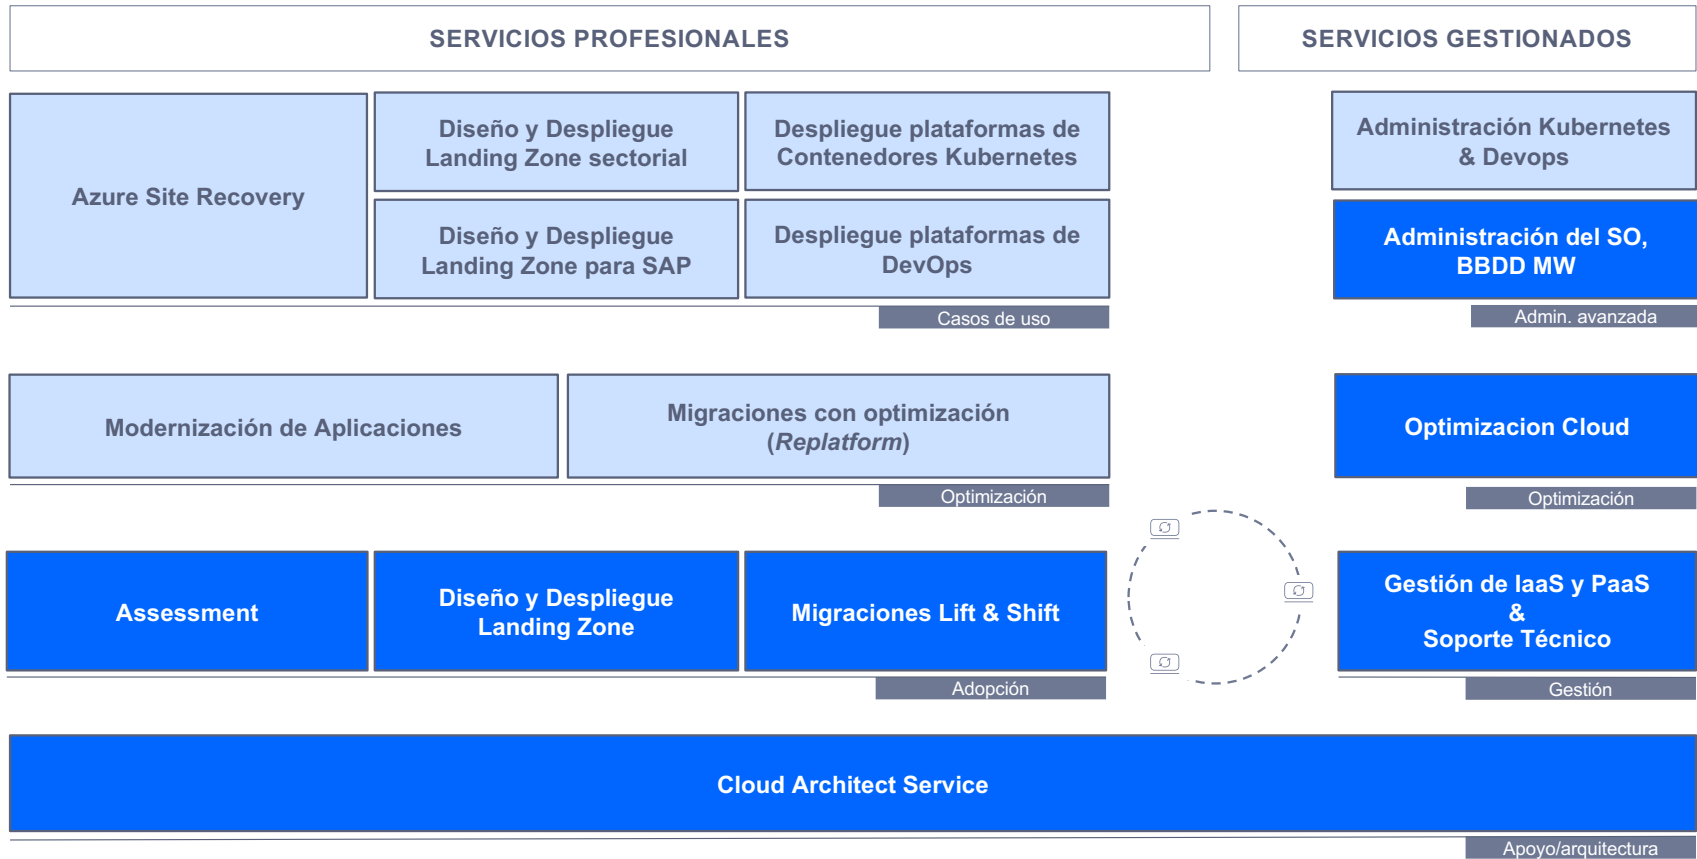 SERVICIOS PROFESIONALES
SERVICIOS GESTIONADOS
Azure Site Recovery
Diseño y Despliegue
Landing Zone sectorial
Despliegue plataformas de
Contenedores Kubernetes
Diseño y Despliegue
Landing Zone para SAP
Despliegue plataformas de
DevOps
Casos de uso
Administración Kubernetes
& Devops
Administración del SO,
BBDD MW
Admin. avanzada
Modernización de Aplicaciones
Migraciones con optimización
(Replatform)
Optimización
Optimizacion Cloud
Optimización
Assessment
Diseño y Despliegue
Landing Zone
Migraciones Lift & Shift
Adopción
Gestión de IaaS y PaaS
&
Soporte Técnico
Gestión
Cloud Architect Service
Apoyo/arquitectura